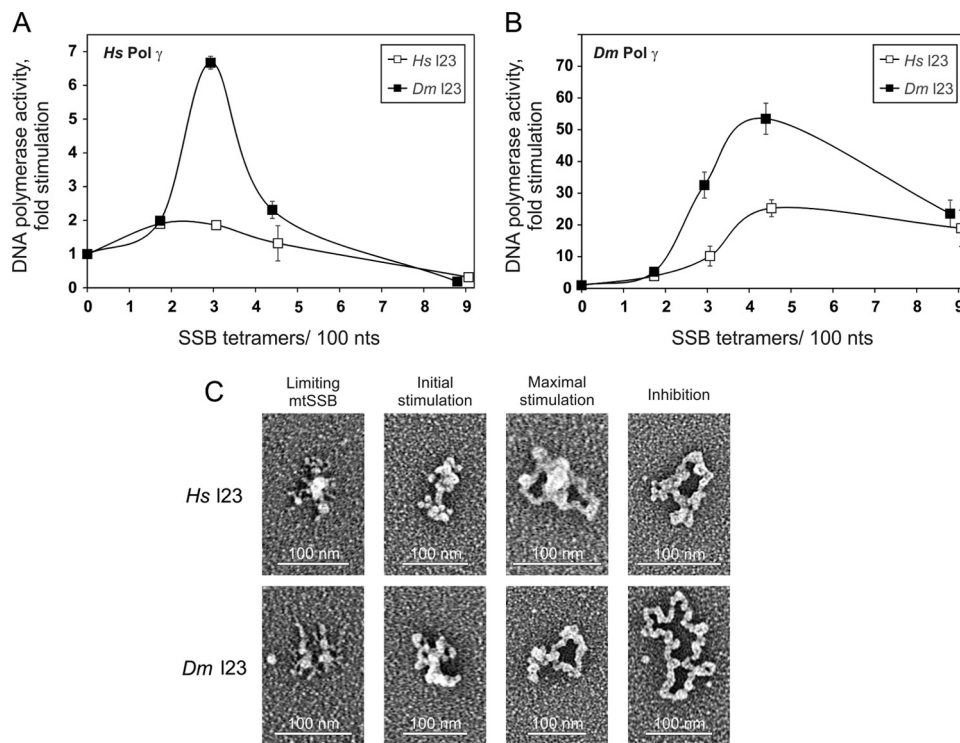 A
Hs Pol γ
Hs I23
Dm I23
DNA polymerase activity,
fold stimulation
7
6
5
4
3
2
1
0
0 1 2 3 4 5 6 7 8 9
SSB tetramers/ 100 nts
B
Dm Pol γ
Hs I23
Dm I23
DNA polymerase activity,
fold stimulation
70
60
50
40
30
20
10
0
0 1 2 3 4 5 6 7 8 9
SSB tetramers/ 100 nts
C
Limiting
mtSSB
Initial
stimulation
Maximal
stimulation
Inhibition
Hs I23
100 nm
100 nm
100 nm
100 nm
Dm I23
100 nm
100 nm
100 nm
100 nm